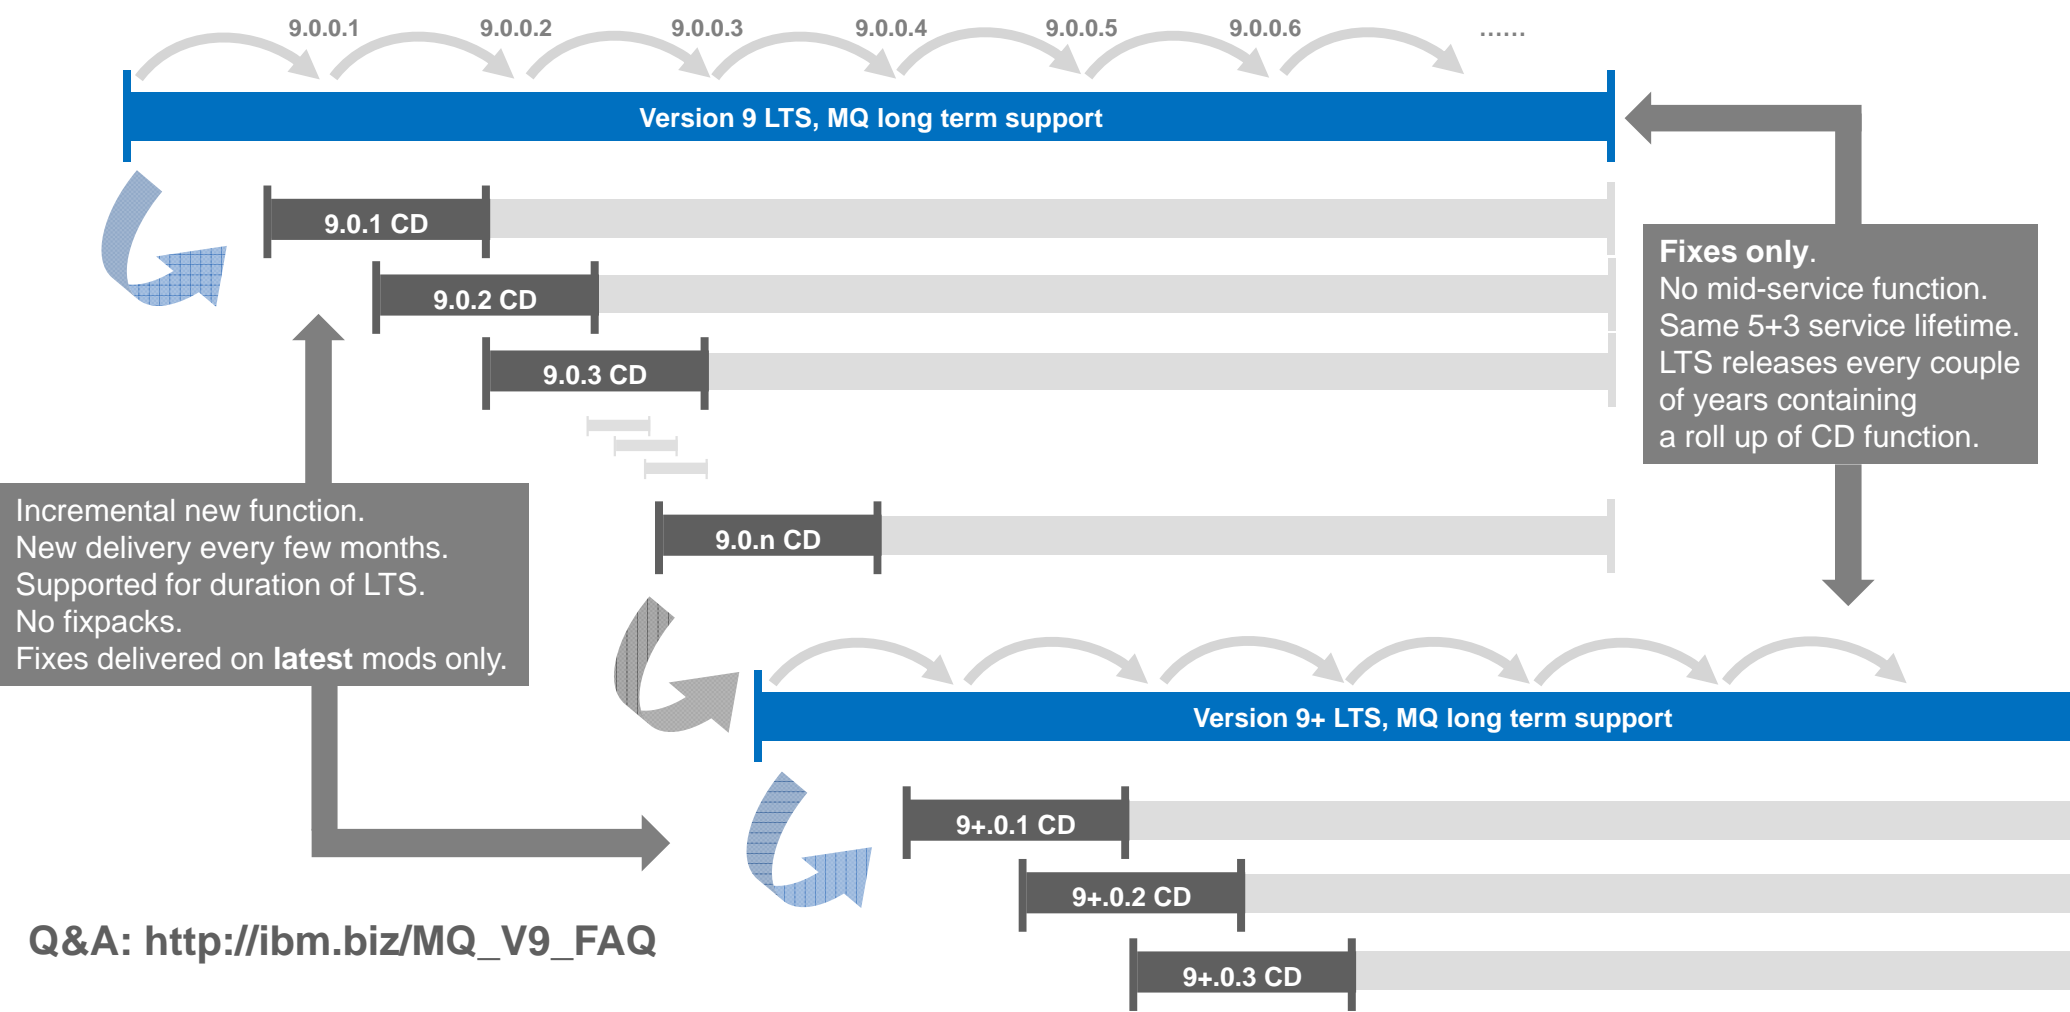 9.0.0.1 9.0.0.2 9.0.0.3 9.0.0.4 9.0.0.5 9.0.0.6 ......
Version 9 LTS, MQ long term support
9.0.1 CD
9.0.2 CD
9.0.3 CD
9.0.n CD
Fixes only.
No mid-service function.
Same 5+3 service lifetime.
LTS releases every couple
of years containing
a roll up of CD function.
Incremental new function.
New delivery every few months.
Supported for duration of LTS.
No fixpacks.
Fixes delivered on latest mods only.
Version 9+ LTS, MQ long term support
9+.0.1 CD
9+.0.2 CD
9+.0.3 CD
Q&A: http://ibm.biz/MQ_V9_FAQ